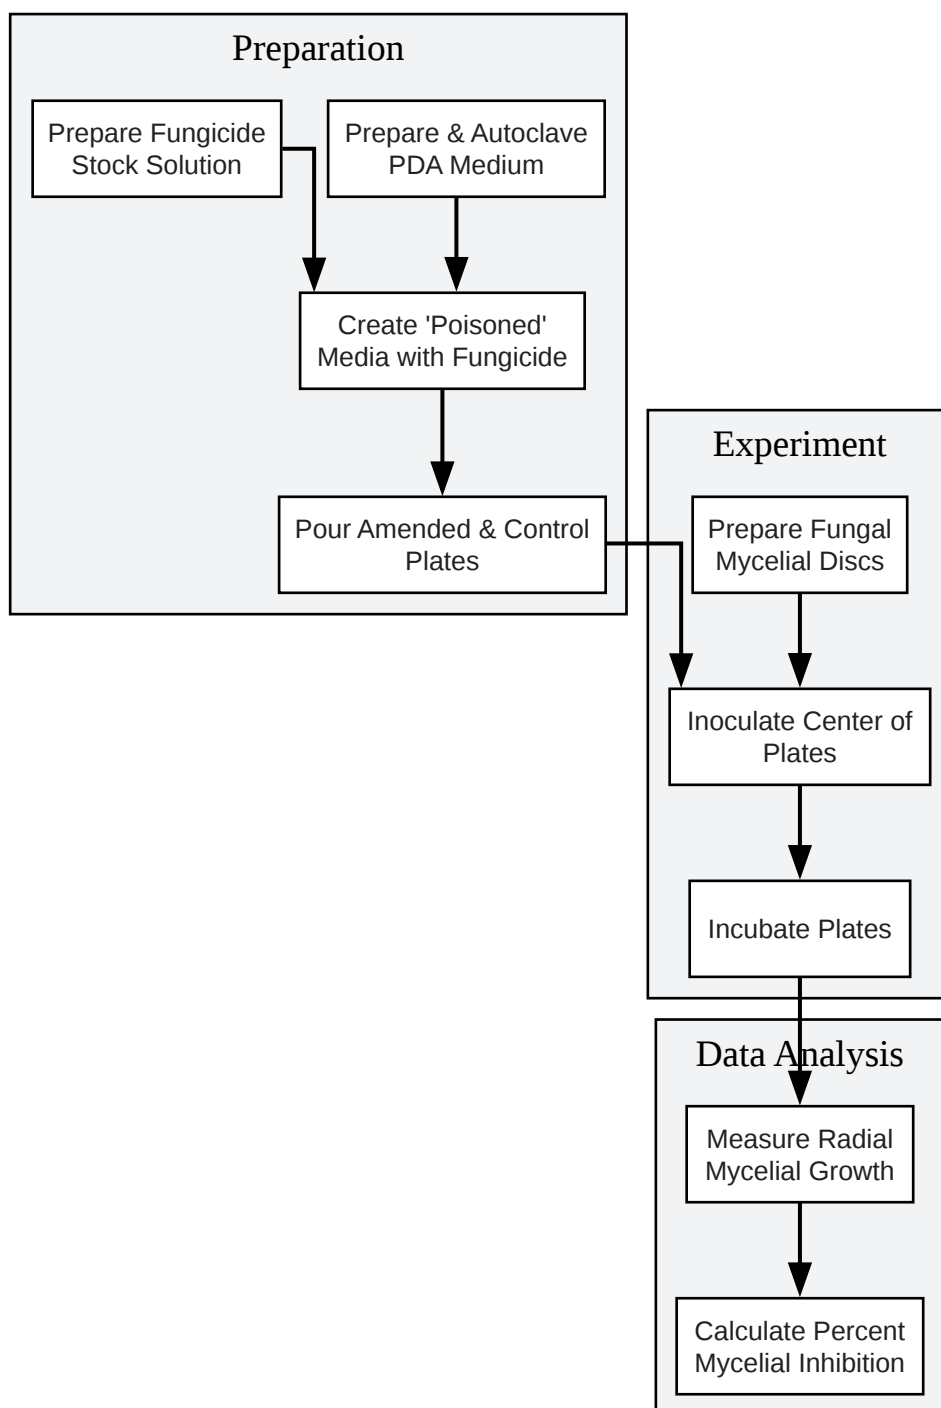 Preparation
Prepare Fungicide
Stock Solution
Prepare & Autoclave
PDA Medium
Create 'Poisoned'
Media with Fungicide
Pour Amended & Control
Plates
Experiment
Prepare Fungal
Mycelial Discs
Inoculate Center of
Plates
Incubate Plates
Data Analysis
Measure Radial
Mycelial Growth
Calculate Percent
Mycelial Inhibition